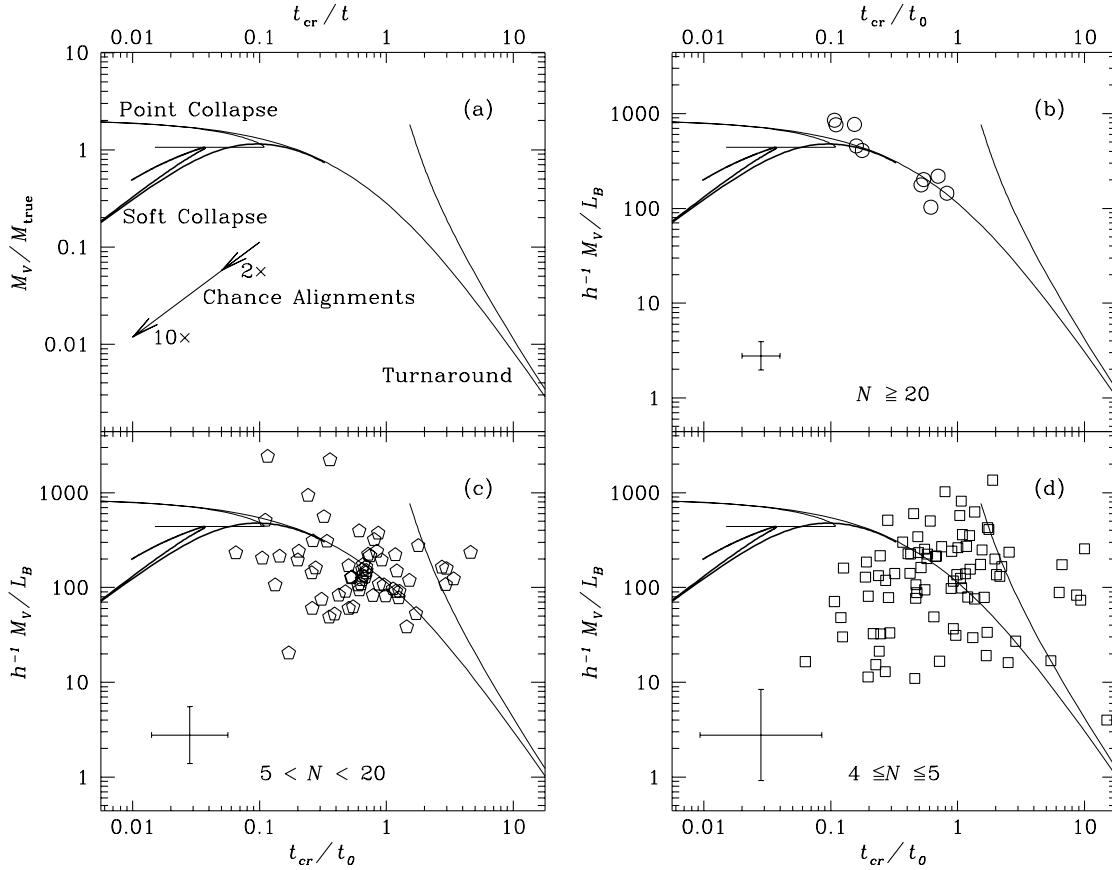 t_cr / t
t_cr / t_0
0.01 0.1 1 10
0.01 0.1 1 10
10
1
0.1
0.01
M_V / M_true
Point Collapse
(a)
Soft Collapse
2×
Chance Alignments
10×
Turnaround
1000
100
10
1
h^{-1} M_V / L_B
(b)
N ≧ 20
1000
100
10
1
h^{-1} M_V / L_B
(c)
5 < N < 20
0.01 0.1 1 10
t_cr / t_0
1000
100
10
1
h^{-1} M_V / L_B
(d)
4 ≤N ≤5
0.01 0.1 1 10
t_cr / t_0